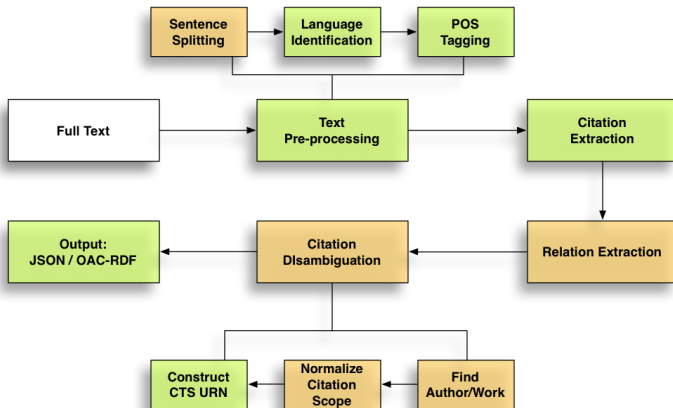 Sentence
Splitting
Language
Identification
POS
Tagging
Full Text
Text
Pre-processing
Citation
Extraction
Output:
JSON / OAC-RDF
Citation
DIsambiguation
Relation Extraction
Construct
CTS URN
Normalize
Citation
Scope
Find
Author/Work